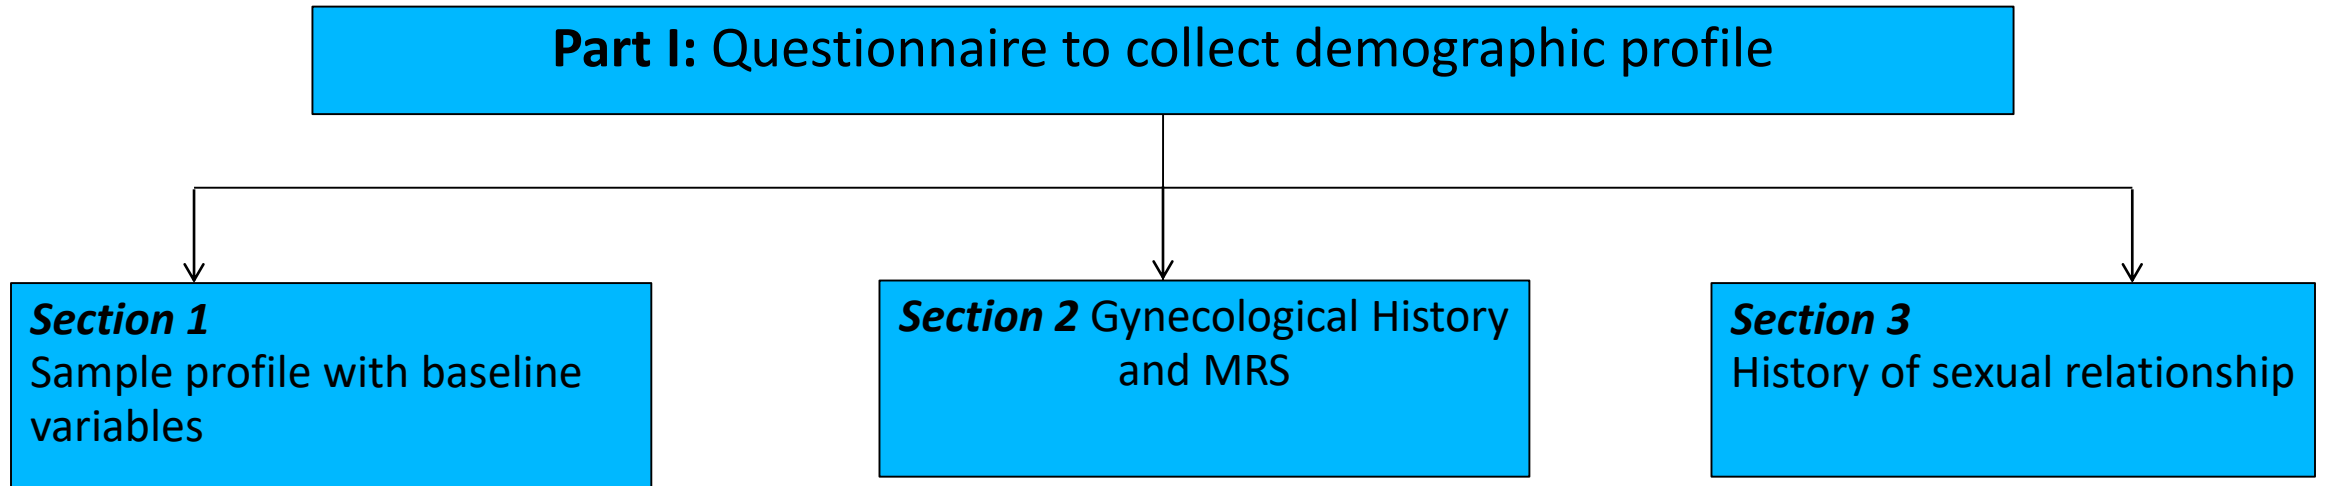 Part I: Questionnaire to collect demographic profile
Section 1
Sample profile with baseline
variables
Section 2 Gynecological History
and MRS
Section 3
History of sexual relationship